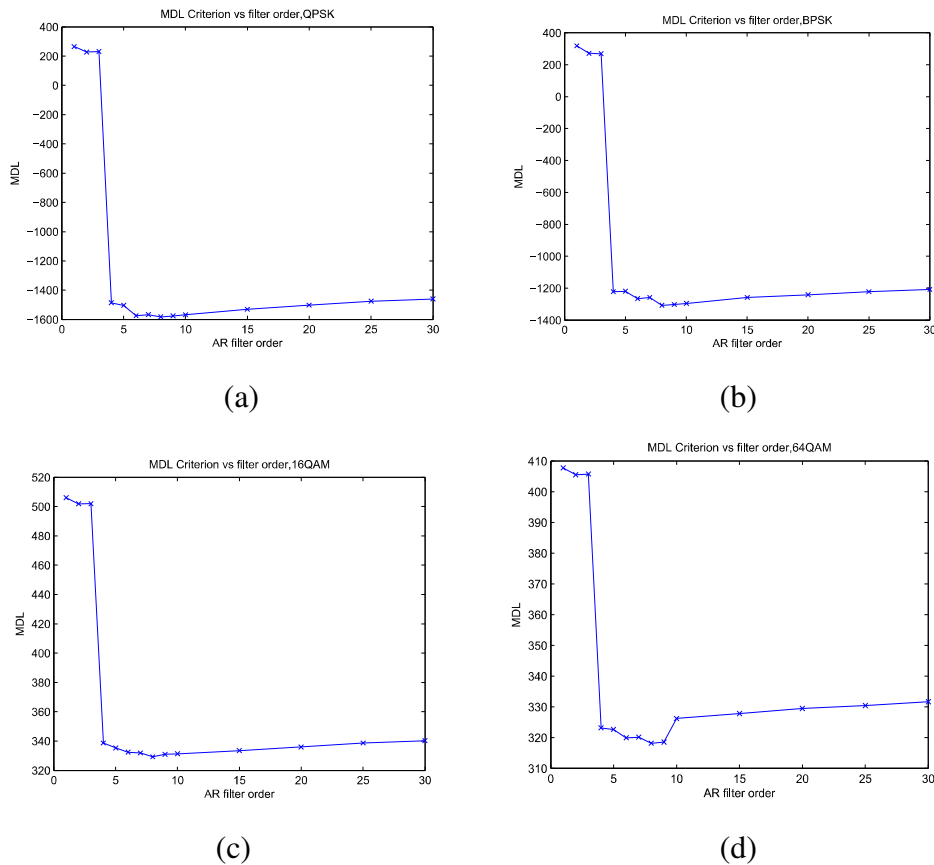 MDL Criterion vs filter order,QPSK
400
200
0
−200
−400
−600
−800
−1000
−1200
−1400
−1600
MDL
0 5 10 15 20 25 30
AR filter order
(a)
MDL Criterion vs filter order,BPSK
400
200
0
−200
−400
−600
−800
−1000
−1200
−1400
MDL
0 5 10 15 20 25 30
AR filter order
(b)
MDL Criterion vs filter order,16QAM
520
500
480
460
440
420
400
380
360
340
320
MDL
0 5 10 15 20 25 30
AR filter order
(c)
MDL Criterion vs filter order,64QAM
410
400
390
380
370
360
350
340
330
320
310
MDL
0 5 10 15 20 25 30
AR filter order
(d)